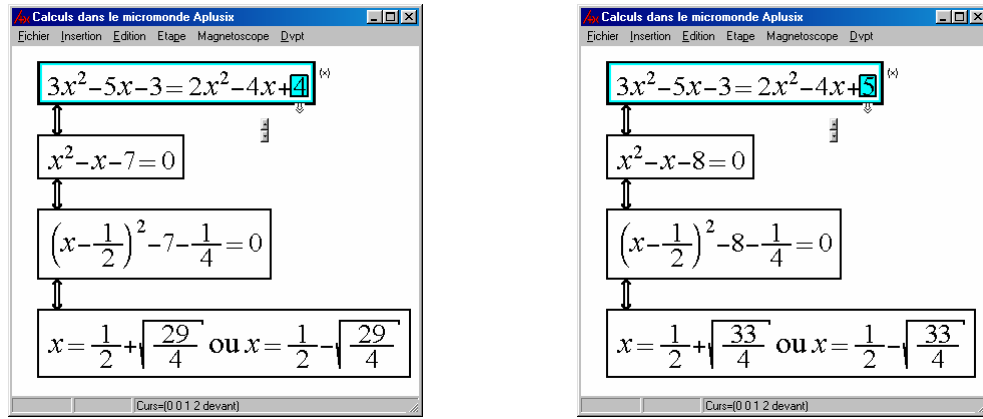 Calculs dans le micromonde Aplusix
Fichier Insertion Edition Etape Magnetoscope Dvpt
3x²–5x–3=2x²–4x+4 (x)
x²–x–7=0
(x–1/2)²–7–1/4=0
x=1/2+√(29/4) ou x=1/2–√(29/4)
Curs=(0 0 1 2 devant)
Calculs dans le micromonde Aplusix
Fichier Insertion Edition Etape Magnetoscope Dvpt
3x²–5x–3=2x²–4x+5 (x)
x²–x–8=0
(x–1/2)²–8–1/4=0
x=1/2+√(33/4) ou x=1/2–√(33/4)
Curs=(0 0 1 2 devant)